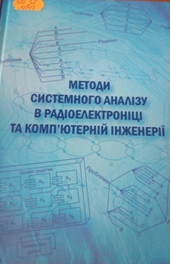 МЕТОДИ
СИСТЕМНОГО АНАЛІЗУ
В РАДІОЕЛЕКТРОНІЦІ
ТА КОМП'ЮТЕРНІЙ ІНЖЕНЕРІЇ